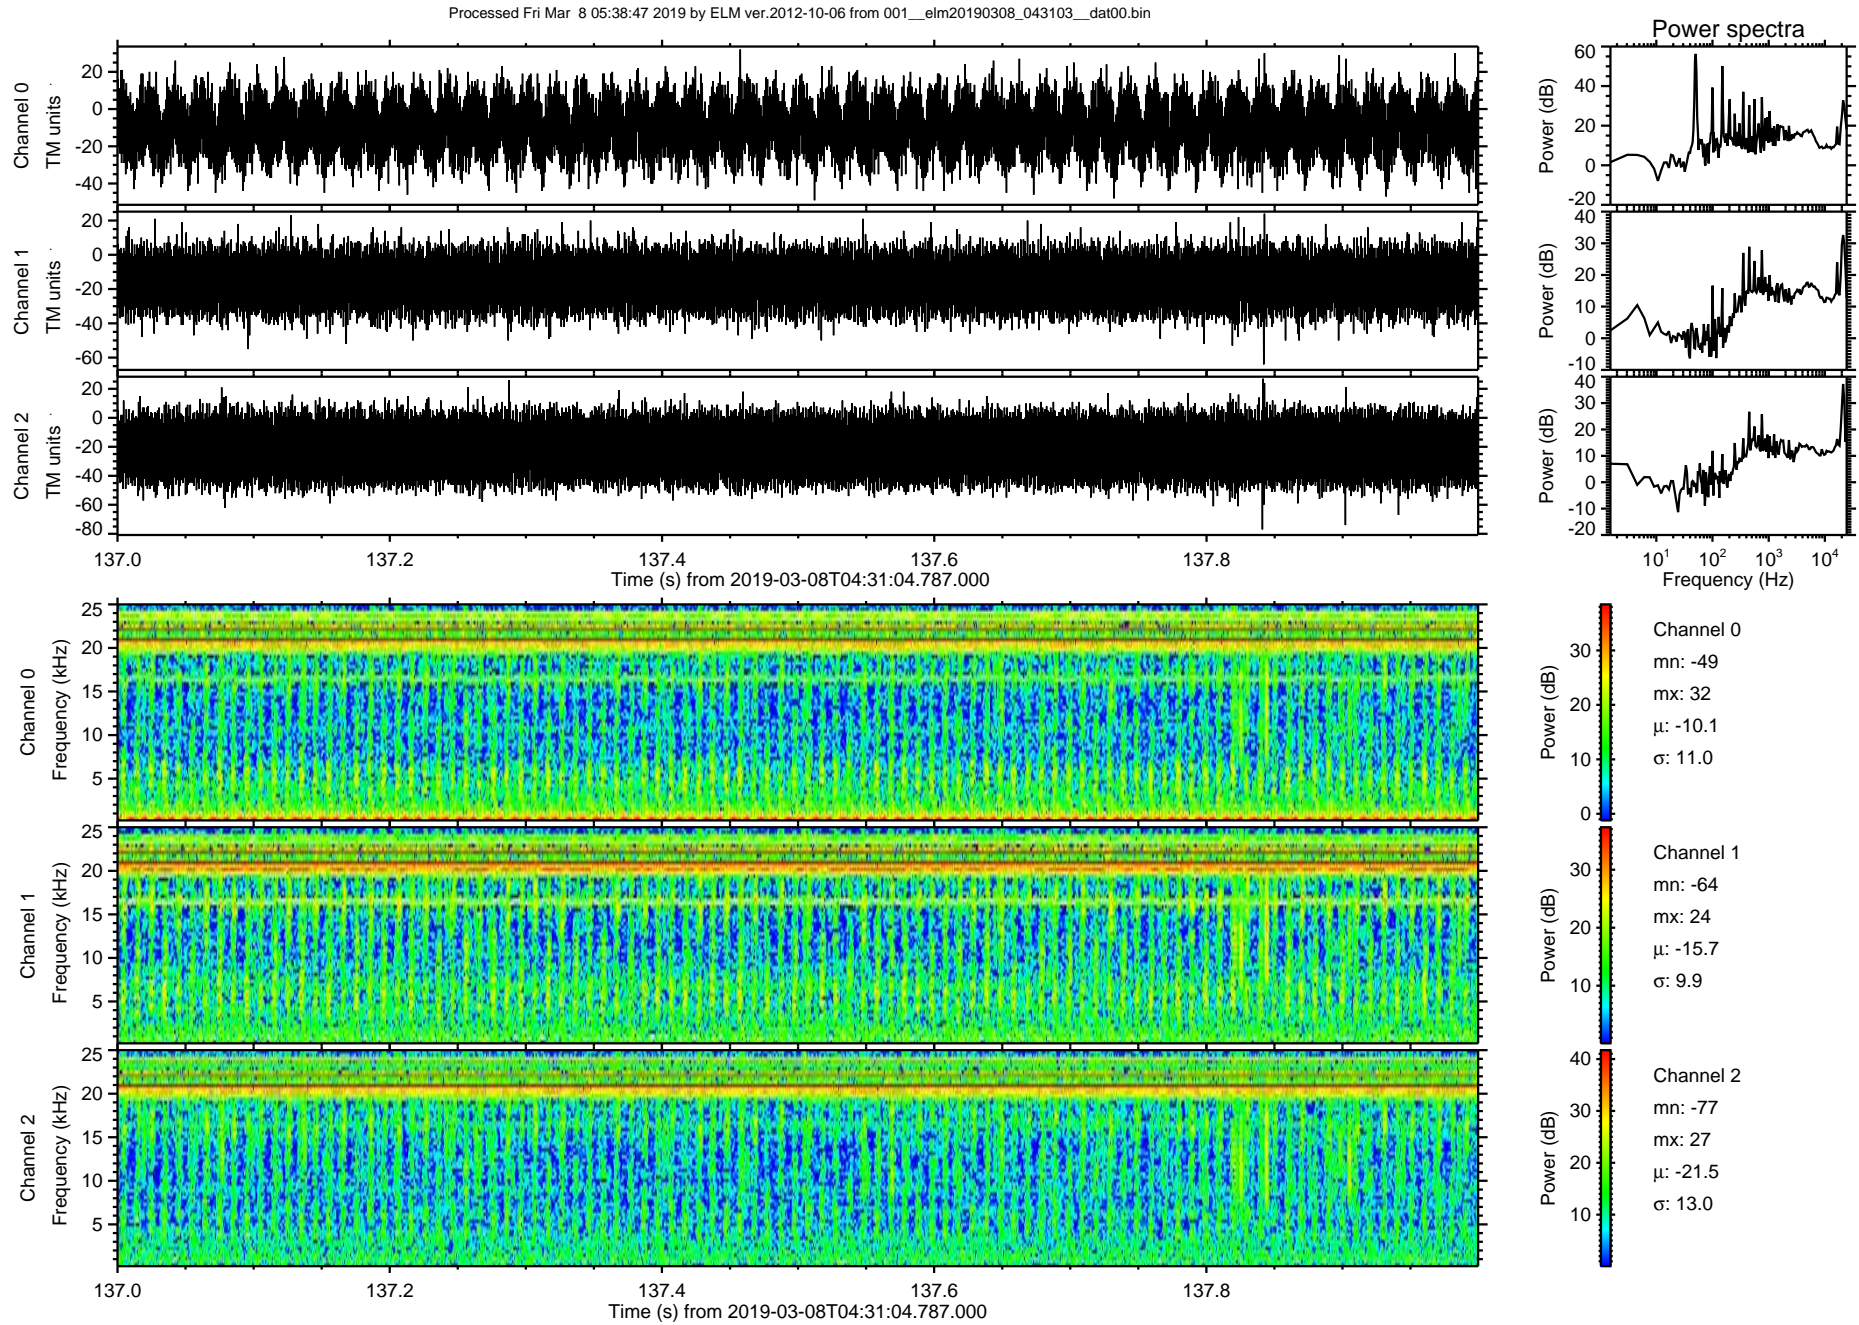 Processed Fri Mar  8 05:38:47 2019 by ELM ver.2012-10-06 from 001__elm20190308_043103__dat00.bin
Power spectra
Channel 0
TM units
20
0
-20
-40
Power (dB)
60
40
20
0
-20
Channel 1
TM units
20
0
-20
-40
-60
Power (dB)
40
30
20
10
0
-10
Channel 2
TM units
20
0
-20
-40
-60
-80
Power (dB)
40
30
20
10
0
-10
-20
137.0 137.2 137.4 137.6 137.8
Time (s) from 2019-03-08T04:31:04.787.000
10^1 10^2 10^3 10^4
Frequency (Hz)
Channel 0
Frequency (kHz)
25
20
15
10
5
Power (dB)
30
20
10
0
Channel 0
mn: -49
mx: 32
μ: -10.1
σ: 11.0
Channel 1
Frequency (kHz)
25
20
15
10
5
Power (dB)
30
20
10
Channel 1
mn: -64
mx: 24
μ: -15.7
σ: 9.9
Channel 2
Frequency (kHz)
25
20
15
10
5
Power (dB)
40
30
20
10
Channel 2
mn: -77
mx: 27
μ: -21.5
σ: 13.0
137.0 137.2 137.4 137.6 137.8
Time (s) from 2019-03-08T04:31:04.787.000